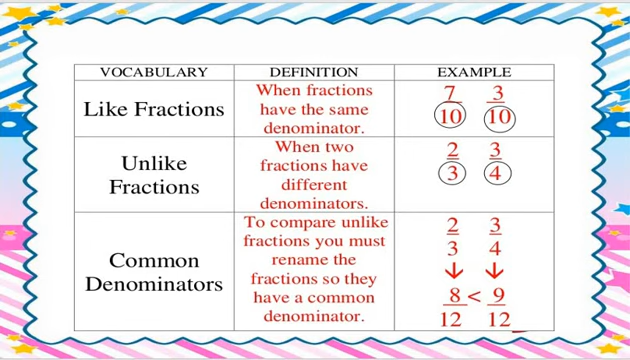 VOCABULARY DEFINITION EXAMPLE
Like Fractions
When fractions
have the same
denominator.
7 3
10 10
Unlike
Fractions
When two
fractions have
different
denominators.
2 3
3 4
Common
Denominators
To compare unlike
fractions you must
rename the
fractions so they
have a common
denominator.
2 3
3 4
↓ ↓
8 < 9
12 12